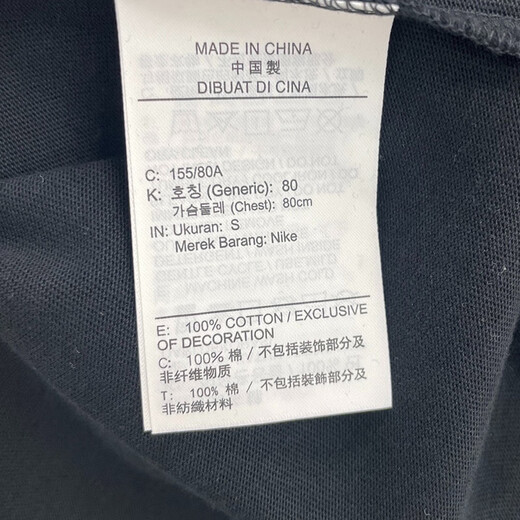 MADE IN CHINA
中国製
DIBUAT DI CINA
C: 155/80A
K: 호칭 (Generic): 80
가슴둘레 (Chest): 80cm
IN: Ukuran: S
Merek Barang: Nike
E: 100% COTTON / EXCLUSIVE
OF DECORATION
C: 100% 棉 / 不包括装饰部分及
非纤维物质
T: 100% 棉 / 不包括裝飾部分及
非紡織材料